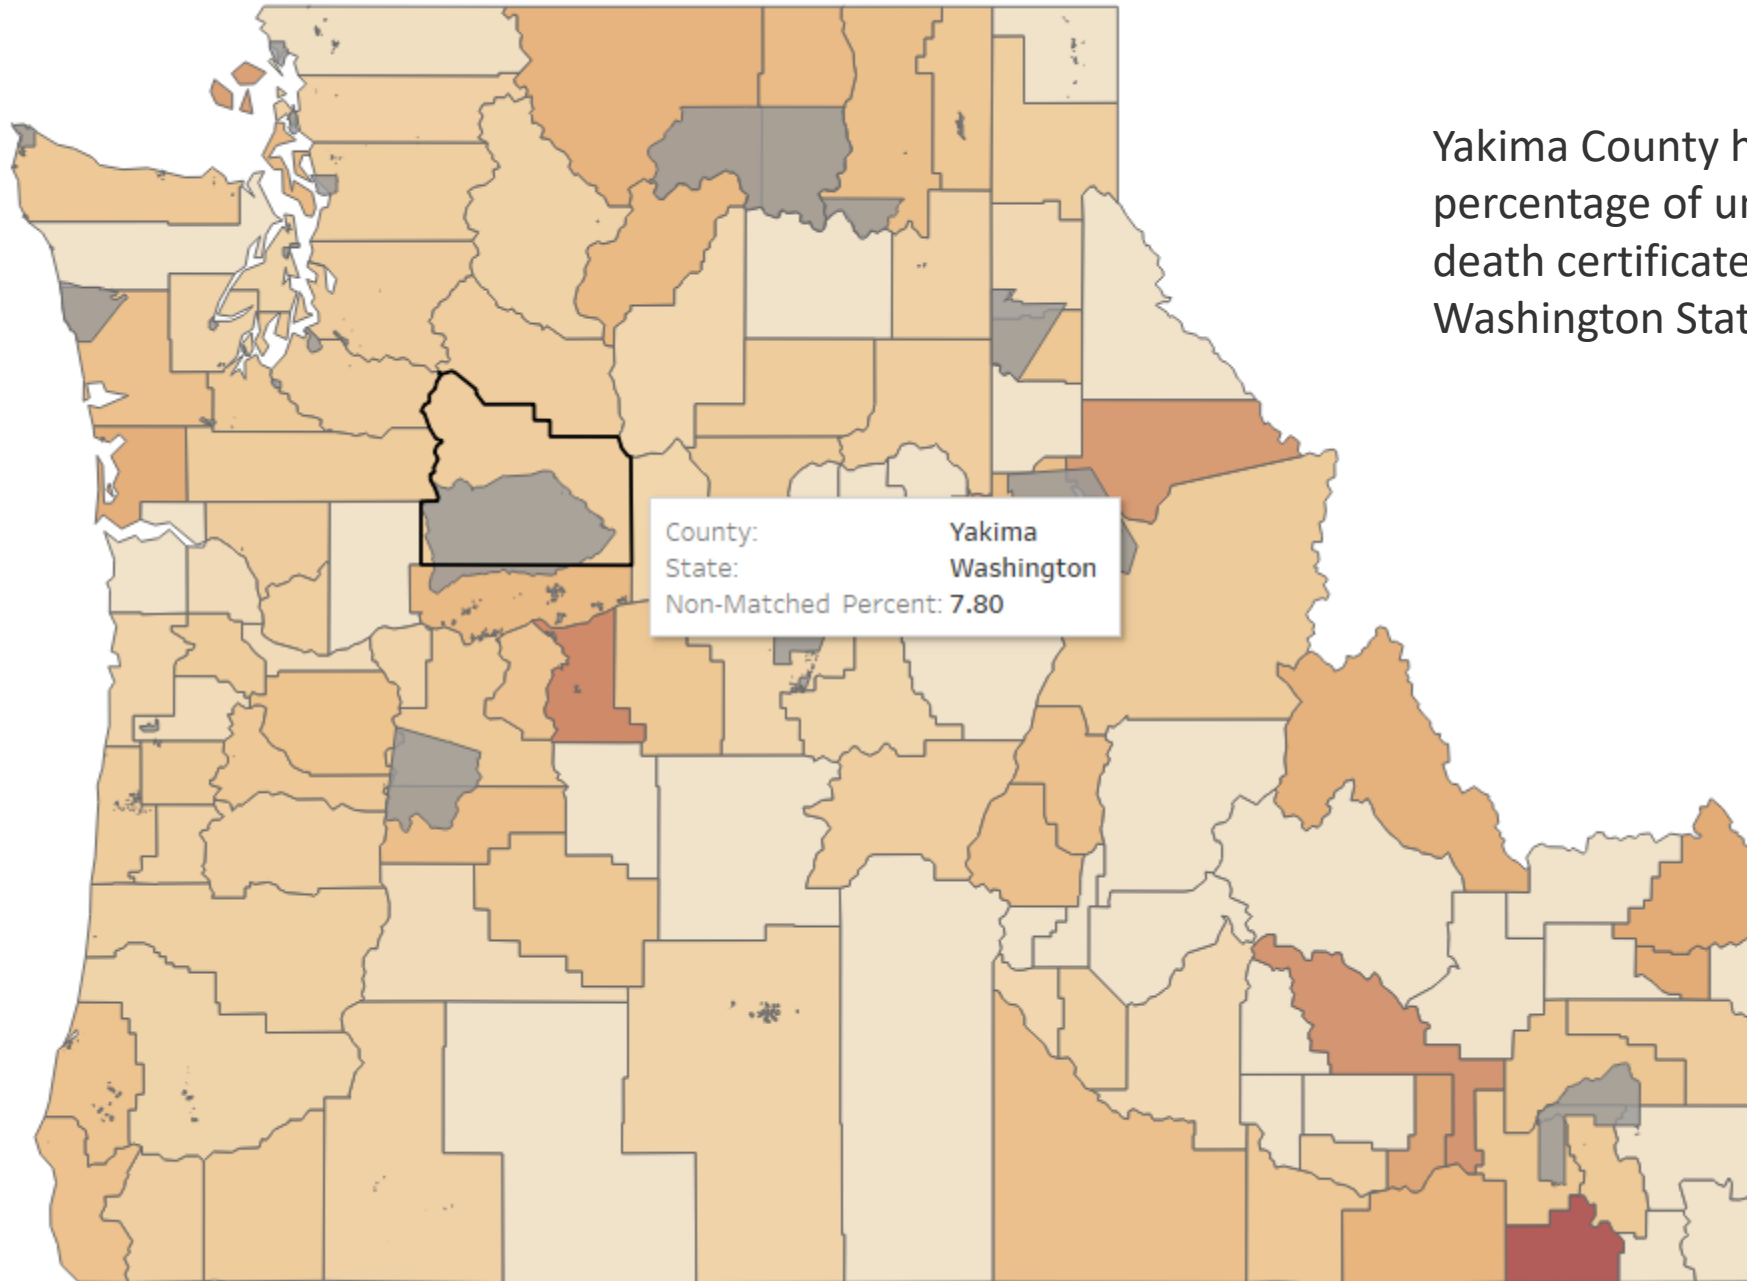 Yakima County h
percentage of u
death certificate
Washington Stat
County: Yakima
State: Washington
Non-Matched Percent: 7.80